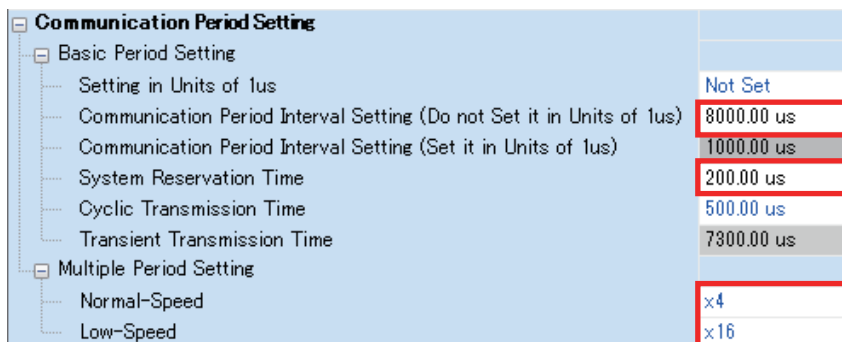 Communication Period Setting
Basic Period Setting
Setting in Units of 1us Not Set
Communication Period Interval Setting (Do not Set it in Units of 1us) 8000.00 us
Communication Period Interval Setting (Set it in Units of 1us) 1000.00 us
System Reservation Time 200.00 us
Cyclic Transmission Time 500.00 us
Transient Transmission Time 7300.00 us
Multiple Period Setting
Normal-Speed x4
Low-Speed x16